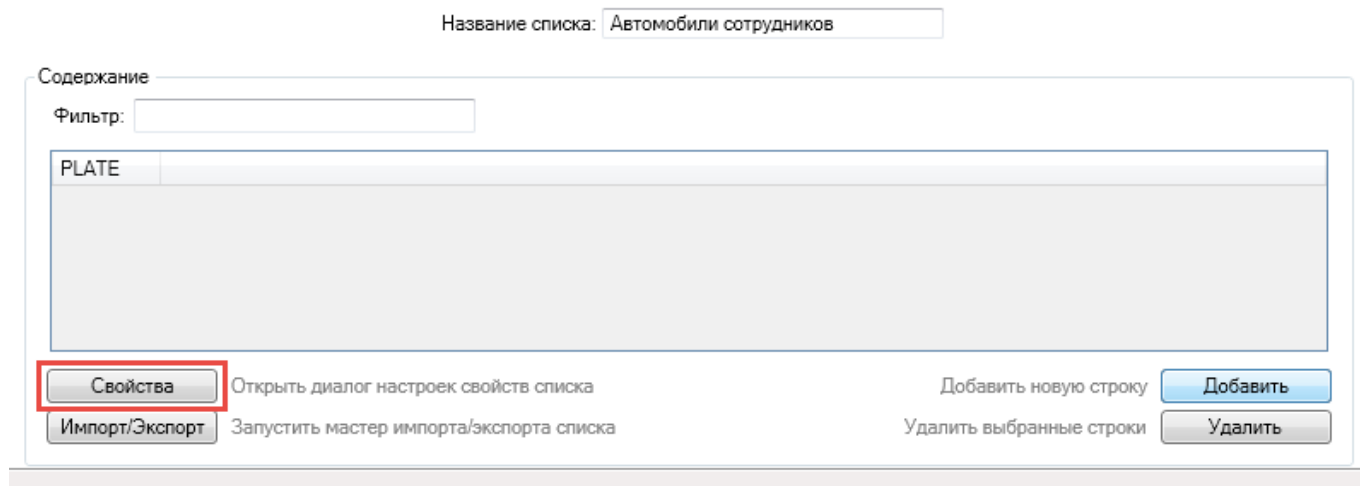 Название списка: Автомобили сотрудников
Содержание
Фильтр:
PLATE
Свойства Открыть диалог настроек свойств списка Добавить новую строку Добавить
Импорт/Экспорт Запустить мастер импорта/экспорта списка Удалить выбранные строки Удалить